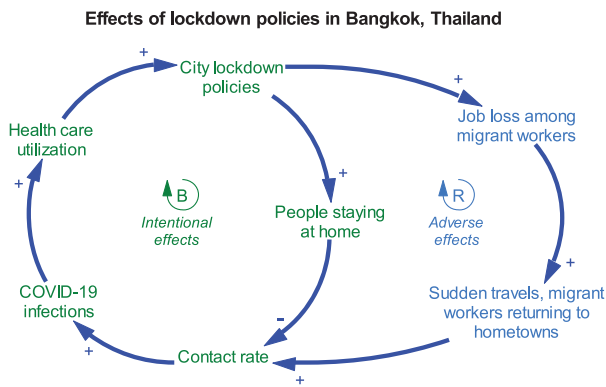 Effects of lockdown policies in Bangkok, Thailand
+
City lockdown
policies
+
Job loss among
migrant workers
Health care
utilization
+
+
B
Intentional
effects
People staying
at home
R
Adverse
effects
+
COVID-19
infections
Sudden travels, migrant
workers returning to
hometowns
-
+
Contact rate
+